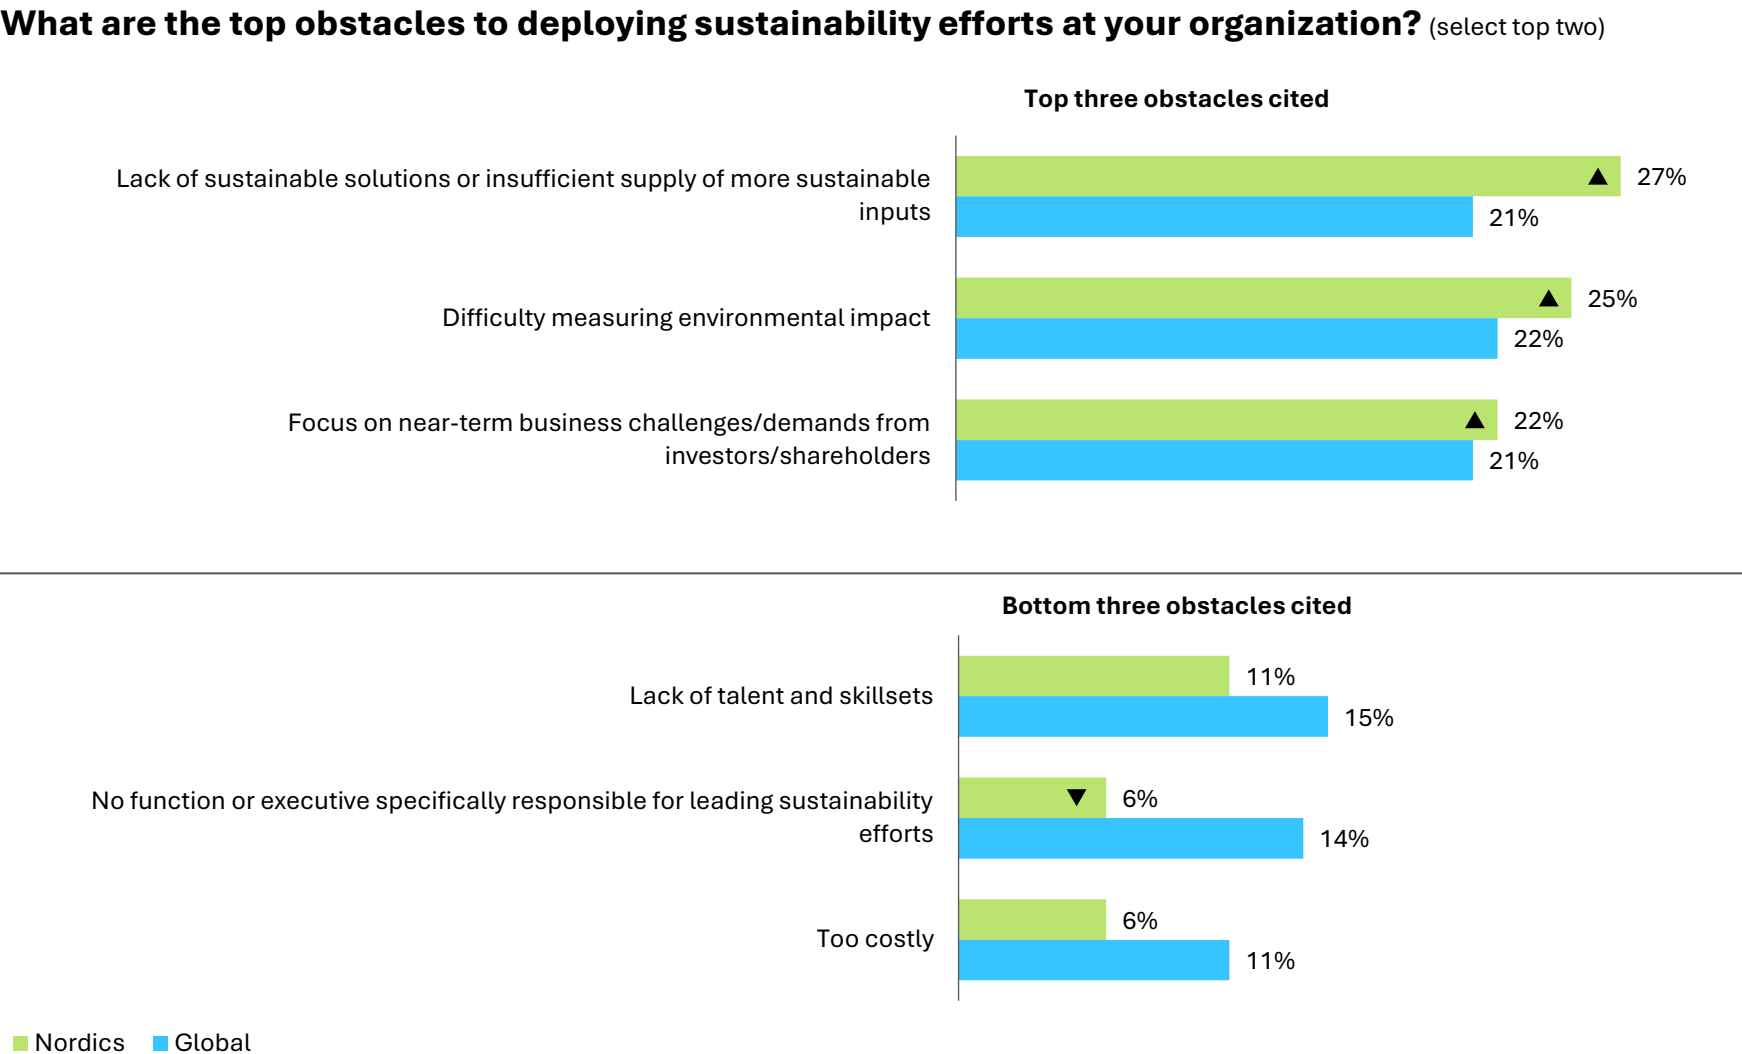 What are the top obstacles to deploying sustainability efforts at your organization? (select top two)
Top three obstacles cited
Lack of sustainable solutions or insufficient supply of more sustainable
inputs
27%
21%
Difficulty measuring environmental impact
25%
22%
Focus on near-term business challenges/demands from
investors/shareholders
22%
21%
Bottom three obstacles cited
Lack of talent and skillsets
11%
15%
No function or executive specifically responsible for leading sustainability
efforts
6%
14%
Too costly
6%
11%
Nordics Global